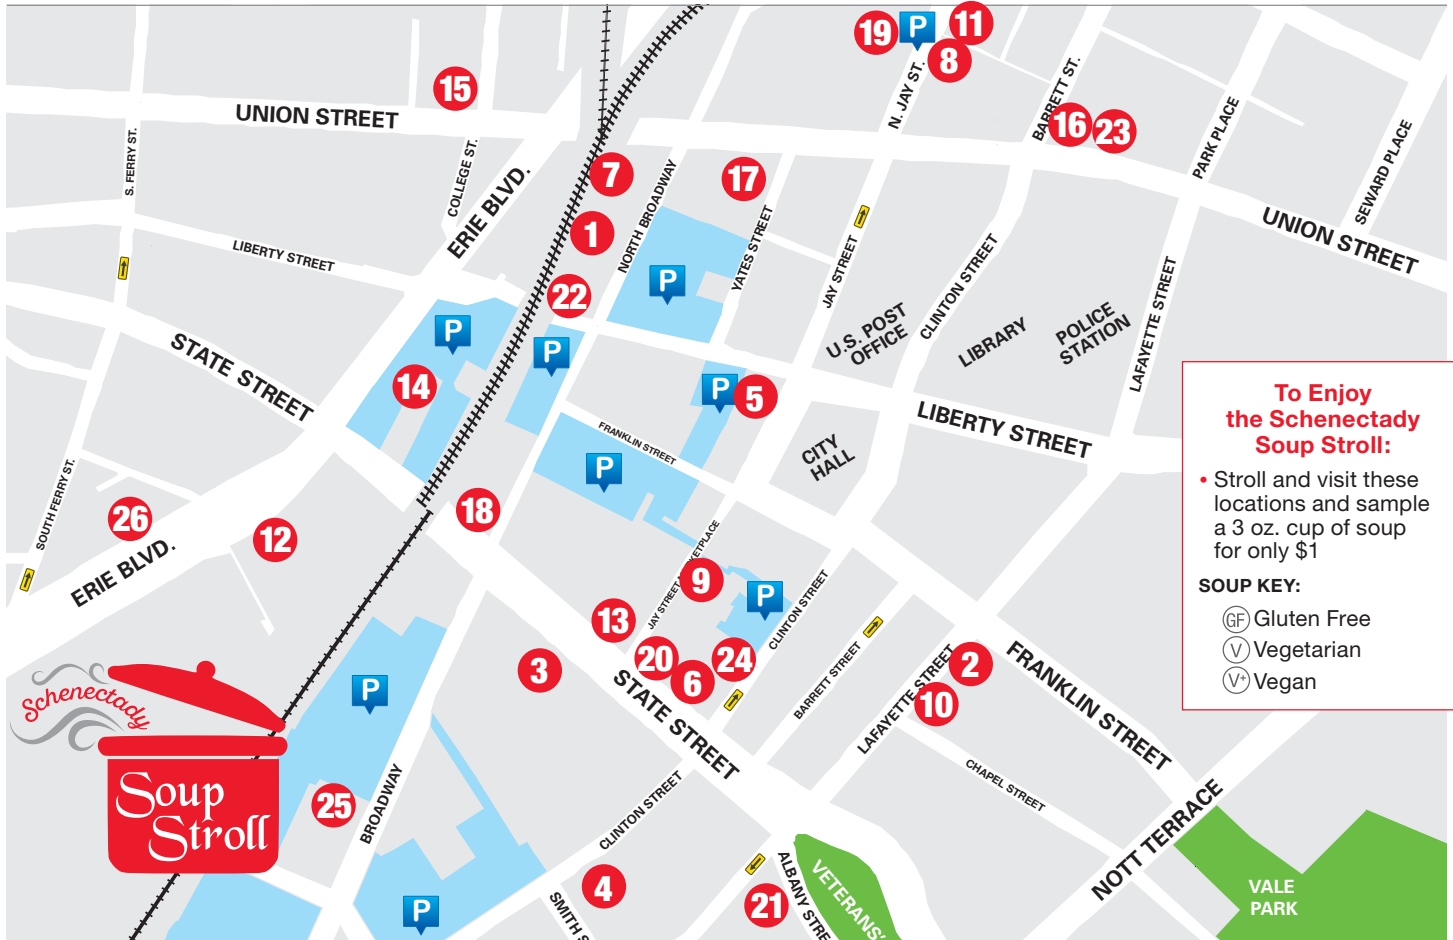 19
P
11
8
N. JAY ST.
BARRETT ST.
16
23
PARK PLACE
SEWARD PLACE
15
UNION STREET
S. FERRY ST.
COLLEGE ST.
ERIE BLVD.
7
1
22
NORTH BROADWAY
17
YATES STREET
P
JAY STREET
CLINTON STREET
UNION STREET
LIBERTY STREET
U.S. POST
OFFICE
LIBRARY
POLICE
STATION
LAFAYETTE STREET
STATE STREET
P
14
P
P
5
FRANKLIN STREET
P
CITY
HALL
LIBERTY STREET
To Enjoy
the Schenectady
Soup Stroll:
• Stroll and visit these
locations and sample
a 3 oz. cup of soup
for only $1
SOUP KEY:
GF Gluten Free
V Vegetarian
V+ Vegan
SOUTH FERRY ST.
26
ERIE BLVD.
12
18
9
P
13
20
6
24
CLINTON STREET
3
STATE STREET
BARRETT STREET
LAFAYETTE STREET
2
10
FRANKLIN STREET
CHAPEL STREET
NOTT TERRACE
Schenectady
Soup
Stroll
P
25
BROADWAY
CLINTON STREET
4
P
SMITH S
21
ALBANY STRE
VETERANS'
VALE
PARK